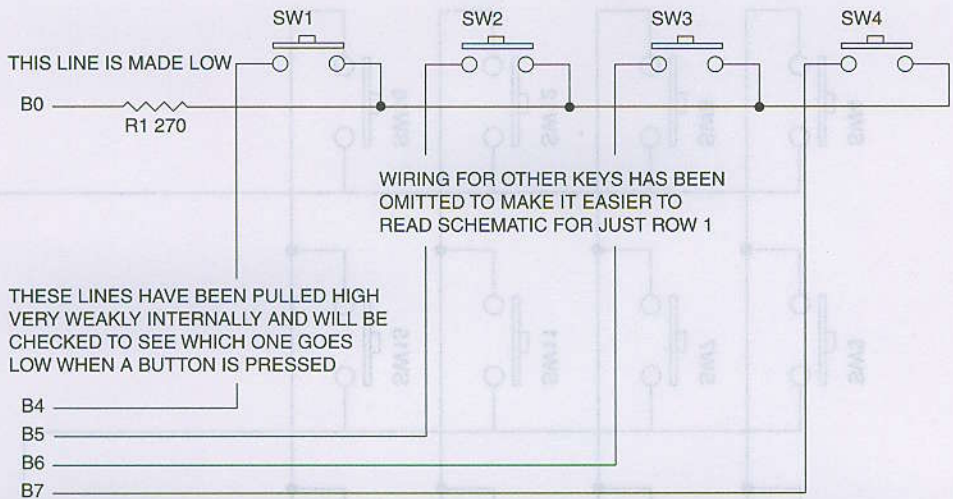 SW1 SW2 SW3 SW4
THIS LINE IS MADE LOW
B0
R1 270
WIRING FOR OTHER KEYS HAS BEEN
OMITTED TO MAKE IT EASIER TO
READ SCHEMATIC FOR JUST ROW 1
THESE LINES HAVE BEEN PULLED HIGH
VERY WEAKLY INTERNALLY AND WILL BE
CHECKED TO SEE WHICH ONE GOES
LOW WHEN A BUTTON IS PRESSED
B4
B5
B6
B7